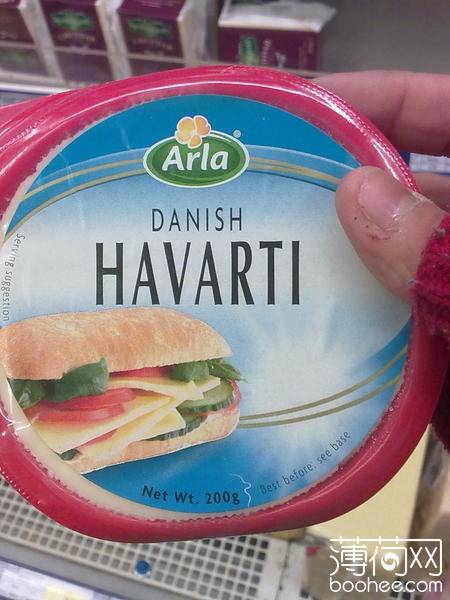 Arla
DANISH
HAVARTI
Serving suggestion
Net Wt. 200g
Best before: see base
薄荷网
boohee.com